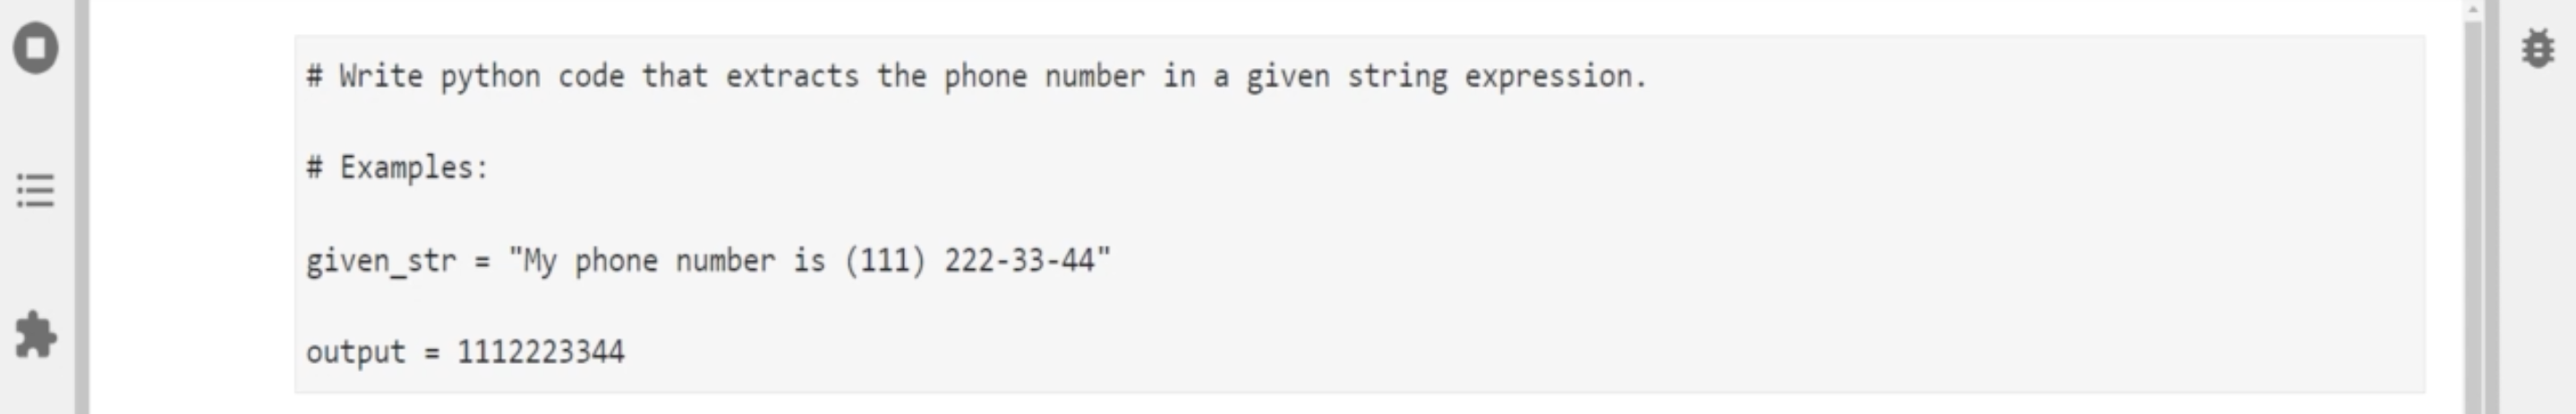 # Write python code that extracts the phone number in a given string expression.
# Examples:
given_str = "My phone number is (111) 222-33-44"
output = 1112223344